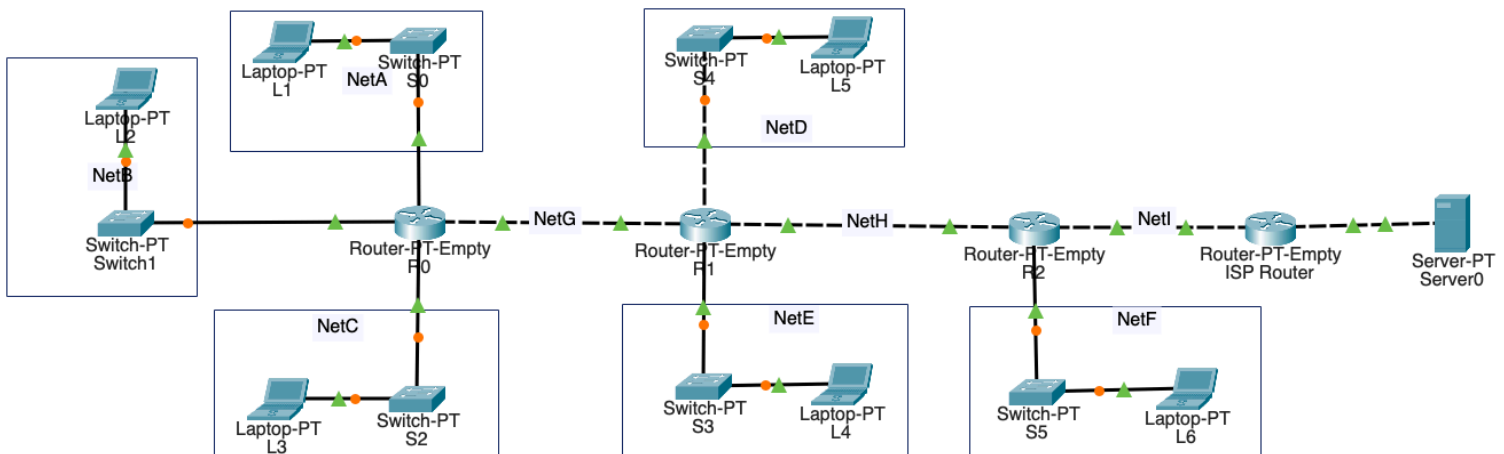 Laptop-PT
L1
Switch-PT
S0
NetA
Laptop-PT
L2
NetB
Switch-PT
Switch1
Router-PT-Empty
R0
NetC
Laptop-PT
L3
Switch-PT
S2
NetG
Switch-PT
S4
Laptop-PT
L5
NetD
Router-PT-Empty
R1
NetE
Switch-PT
S3
Laptop-PT
L4
NetH
Router-PT-Empty
R2
NetF
Switch-PT
S5
Laptop-PT
L6
NetI
Router-PT-Empty
ISP Router
Server-PT
Server0